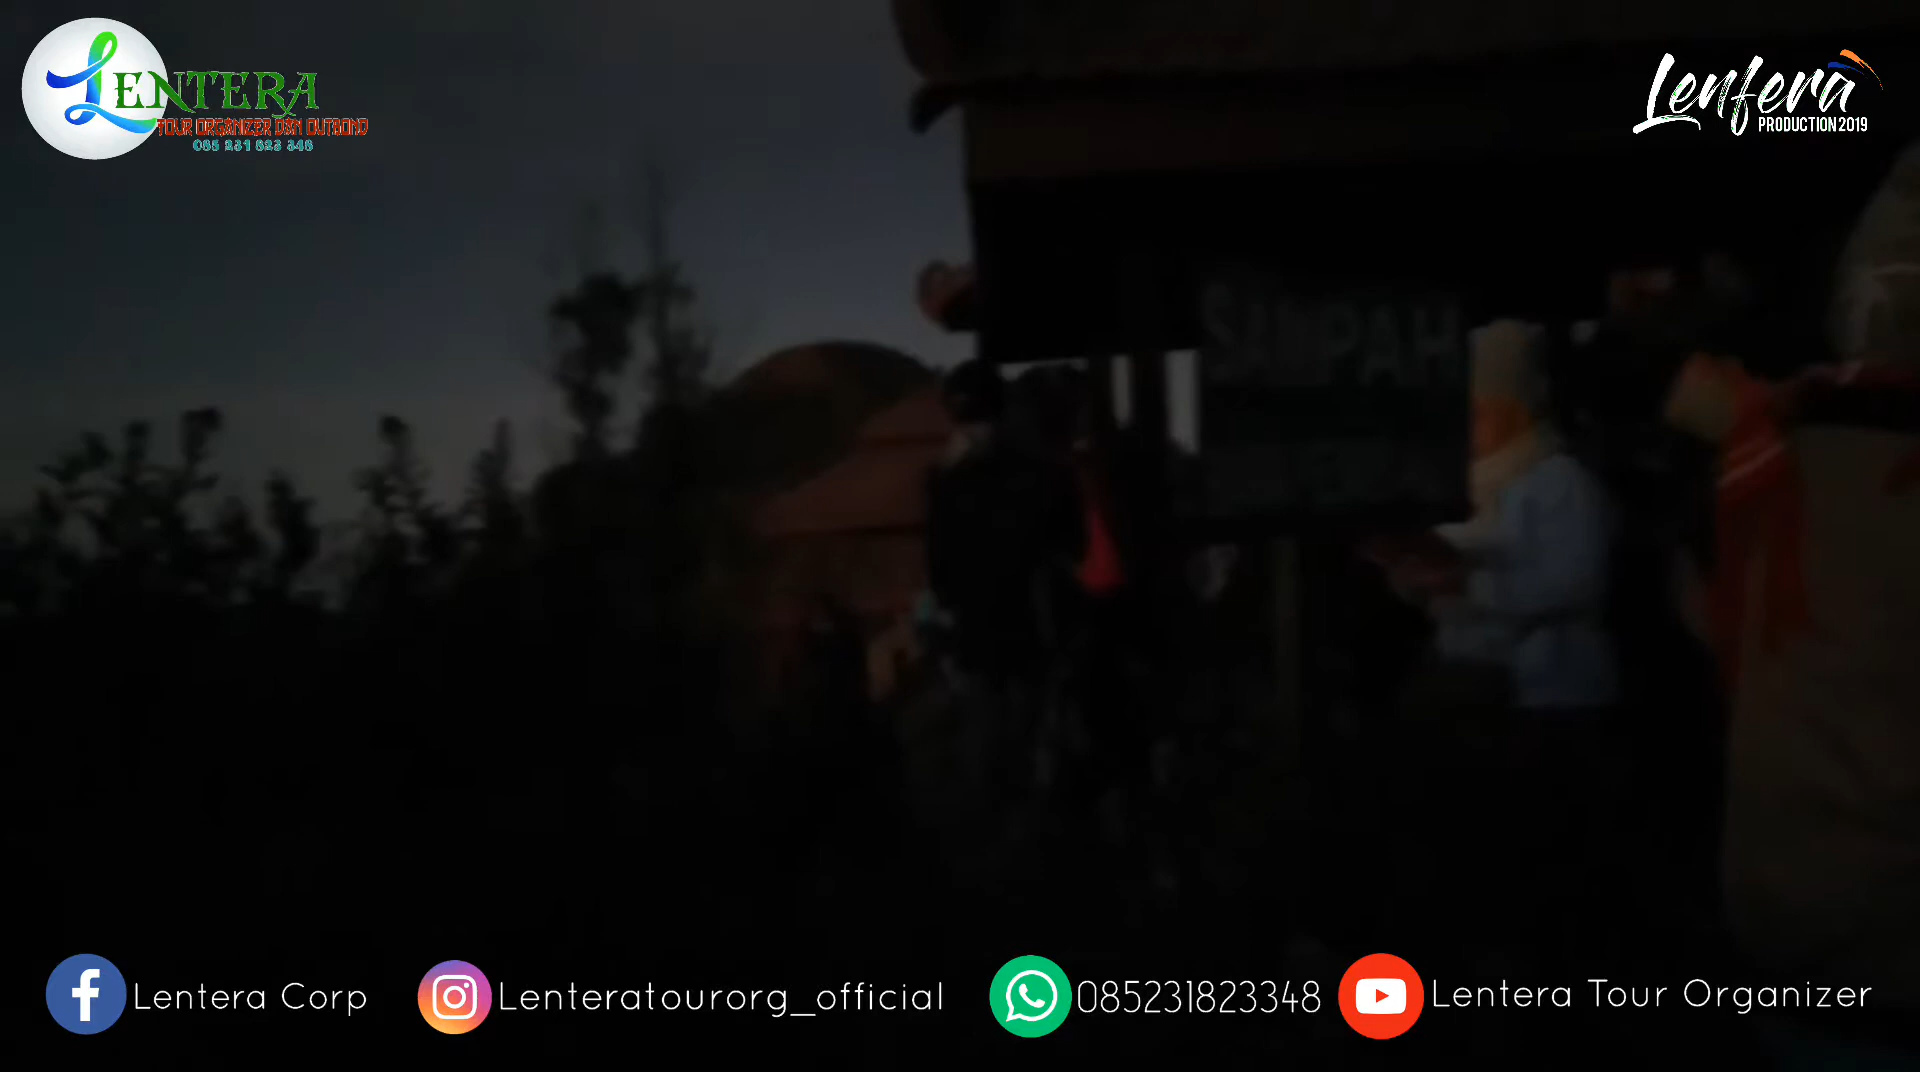 LENTERA
TOUR ORGANIZER DAN OUTBOND
085 231 823 348
Lentera
PRODUCTION 2019
SAMPAH
Lentera Corp
Lenteratourorg_official
085231823348
Lentera Tour Organizer